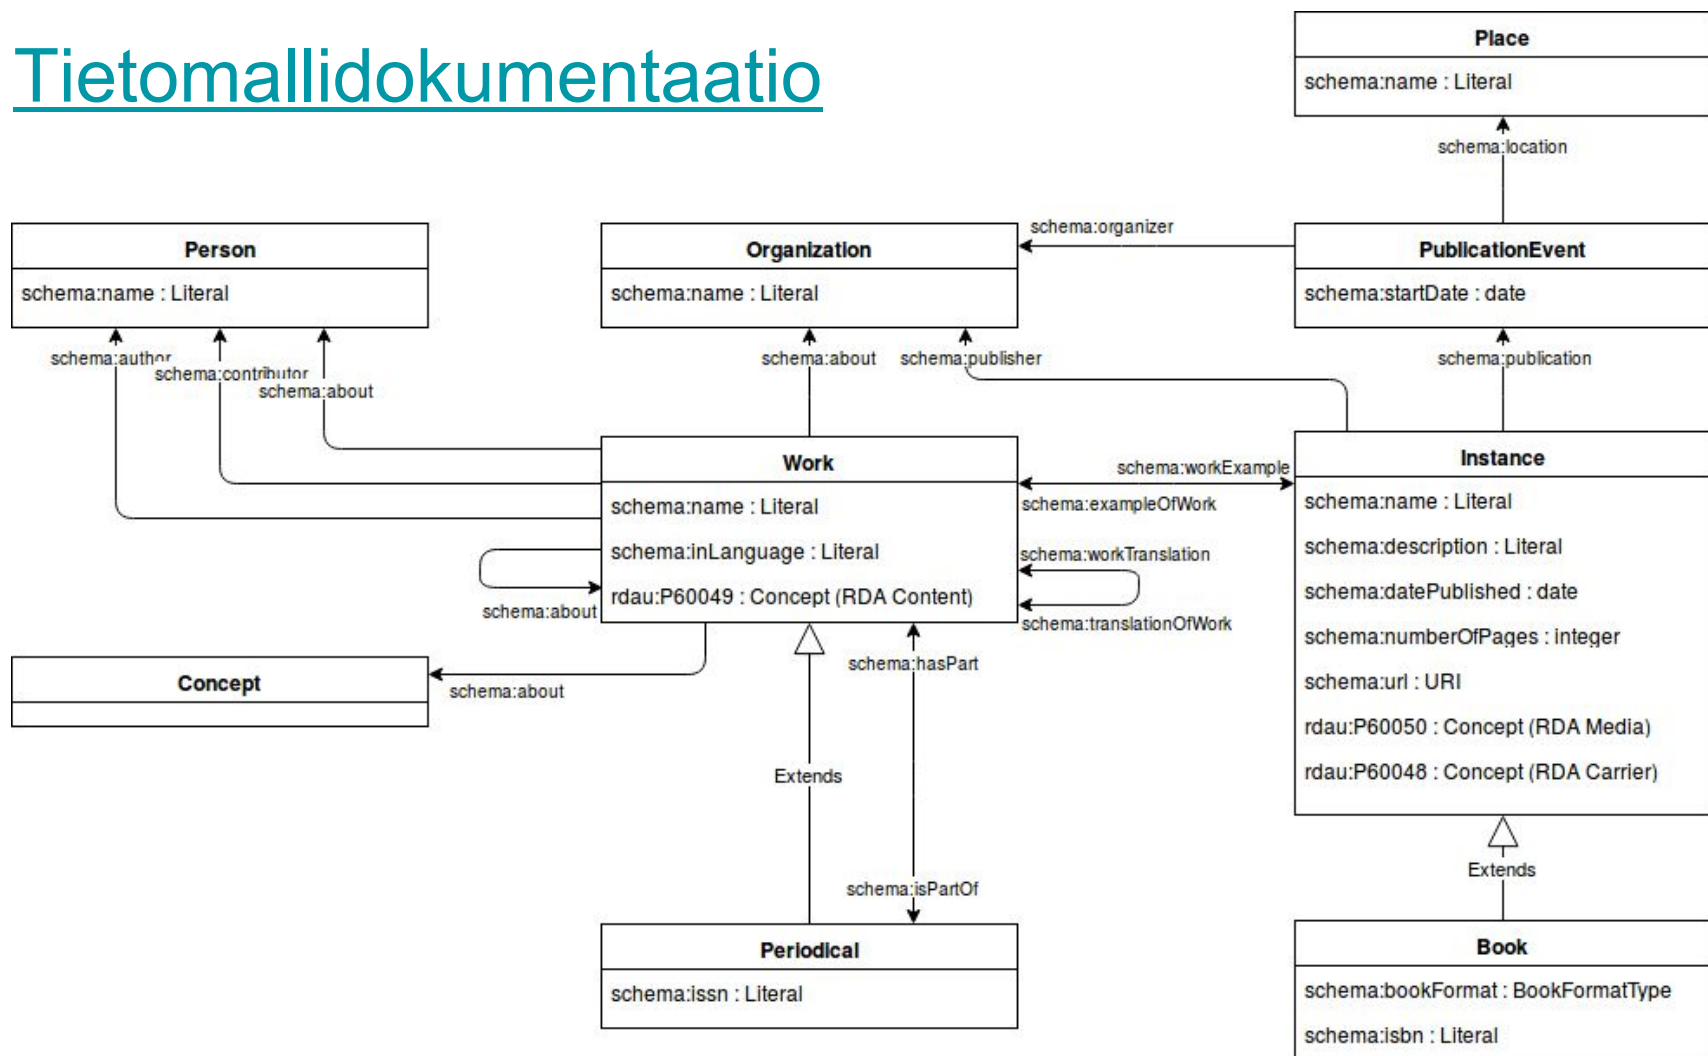 Tietomallidokumentaatio
Place
schema:name : Literal
schema:location
Person
schema:name : Literal
Organization
schema:name : Literal
schema:organizer
PublicationEvent
schema:startDate : date
schema:author
schema:contributor
schema:about
schema:about
schema:publisher
schema:publication
Work
schema:name : Literal
schema:inLanguage : Literal
rdau:P60049 : Concept (RDA Content)
schema:workExample
schema:exampleOfWork
schema:workTranslation
schema:translationOfWork
Instance
schema:name : Literal
schema:description : Literal
schema:datePublished : date
schema:numberOfPages : integer
schema:url : URI
rdau:P60050 : Concept (RDA Media)
rdau:P60048 : Concept (RDA Carrier)
schema:about
Concept
schema:about
schema:hasPart
Extends
schema:isPartOf
Extends
Periodical
schema:issn : Literal
Book
schema:bookFormat : BookFormatType
schema:isbn : Literal